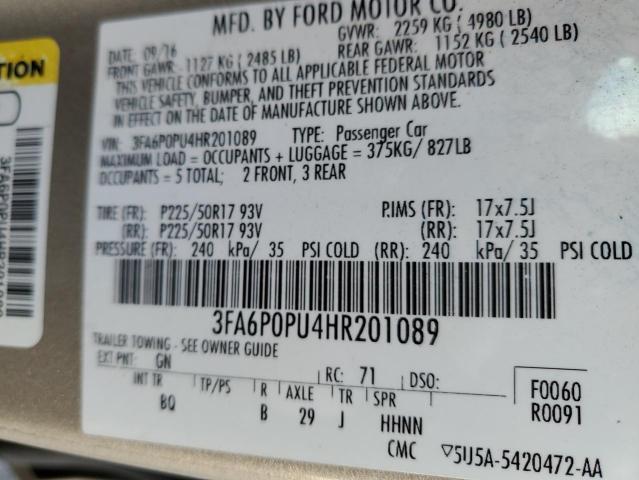 MFD. BY FORD MOTOR CO.
DATE: 09/16 GVWR: 2259 KG ( 4980 LB)
FRONT GAWR: 1127 KG ( 2485 LB) REAR GAWR: 1152 KG ( 2540 LB)
THIS VEHICLE CONFORMS TO ALL APPLICABLE FEDERAL MOTOR
VEHICLE SAFETY, BUMPER, AND THEFT PREVENTION STANDARDS
IN EFFECT ON THE DATE OF MANUFACTURE SHOWN ABOVE.
VIN: 3FA6P0PU4HR201089 TYPE: Passenger Car
MAXIMUM LOAD = OCCUPANTS + LUGGAGE = 375KG/ 827LB
OCCUPANTS = 5 TOTAL; 2 FRONT, 3 REAR
TIRE (FR): P225/50R17 93V RIMS (FR): 17x7.5J
(RR): P225/50R17 93V (RR): 17x7.5J
PRESSURE (FR): 240 kPa/ 35 PSI COLD (RR): 240 kPa/ 35 PSI COLD
3FA6P0PU4HR201089
TRAILER TOWING - SEE OWNER GUIDE
EXT PNT: GN RC: 71 DSO:
INT TR TP/PS R AXLE TR SPR F0060
BQ B 29 J HHNN R0091
CMC ▽5U5A-5420472-AA
TION